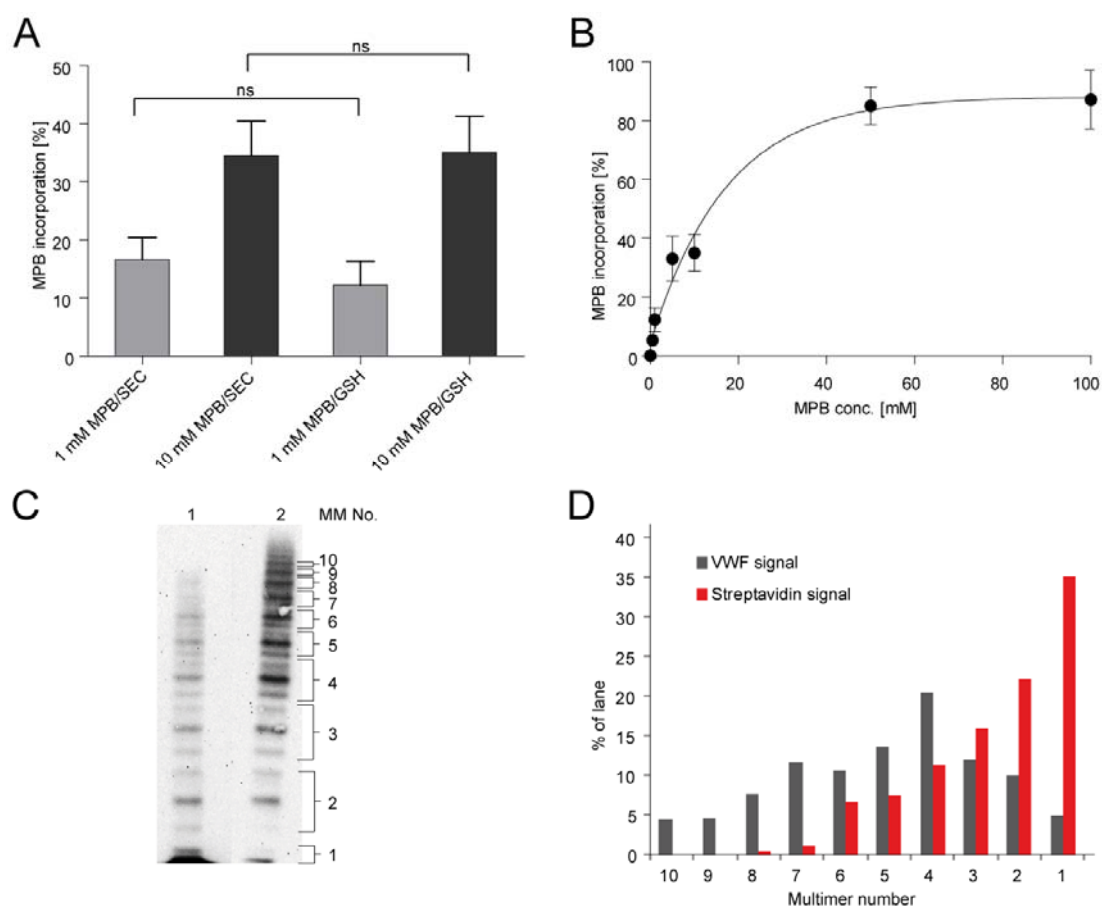 A
ns
ns
MPB incorporation [%]
50
40
30
20
10
0
1 mM MPB/SEC
10 mM MPB/SEC
1 mM MPB/GSH
10 mM MPB/GSH
B
MPB incorporation [%]
100
80
60
40
20
0
0 20 40 60 80 100
MPB conc. [mM]
C
1 2 MM No.
10
9
8
7
6
5
4
3
2
1
D
VWF signal
Streptavidin signal
% of lane
40
35
30
25
20
15
10
5
0
10 9 8 7 6 5 4 3 2 1
Multimer number